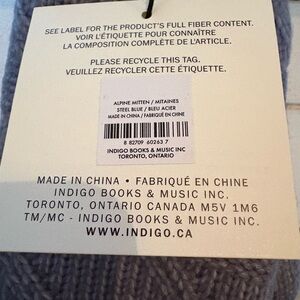 SEE LABEL FOR THE PRODUCT'S FULL FIBER CONTENT.
VOIR L'ÉTIQUETTE POUR CONNAÎTRE
LA COMPOSITION COMPLÈTE DE L'ARTICLE.
PLEASE RECYCLE THIS TAG.
VEUILLEZ RECYCLER CETTE ÉTIQUETTE.
ALPINE MITTEN / MITAINES
STEEL BLUE / BLEU ACIER
MADE IN CHINA / FABRIQUÉ EN CHINE
8 82709 60263 7
INDIGO BOOKS & MUSIC INC
TORONTO, ONTARIO
MADE IN CHINA • FABRIQUÉ EN CHINE
INDIGO BOOKS & MUSIC INC.
TORONTO, ONTARIO CANADA M5V 1M6
TM/MC - INDIGO BOOKS & MUSIC INC.
WWW.INDIGO.CA